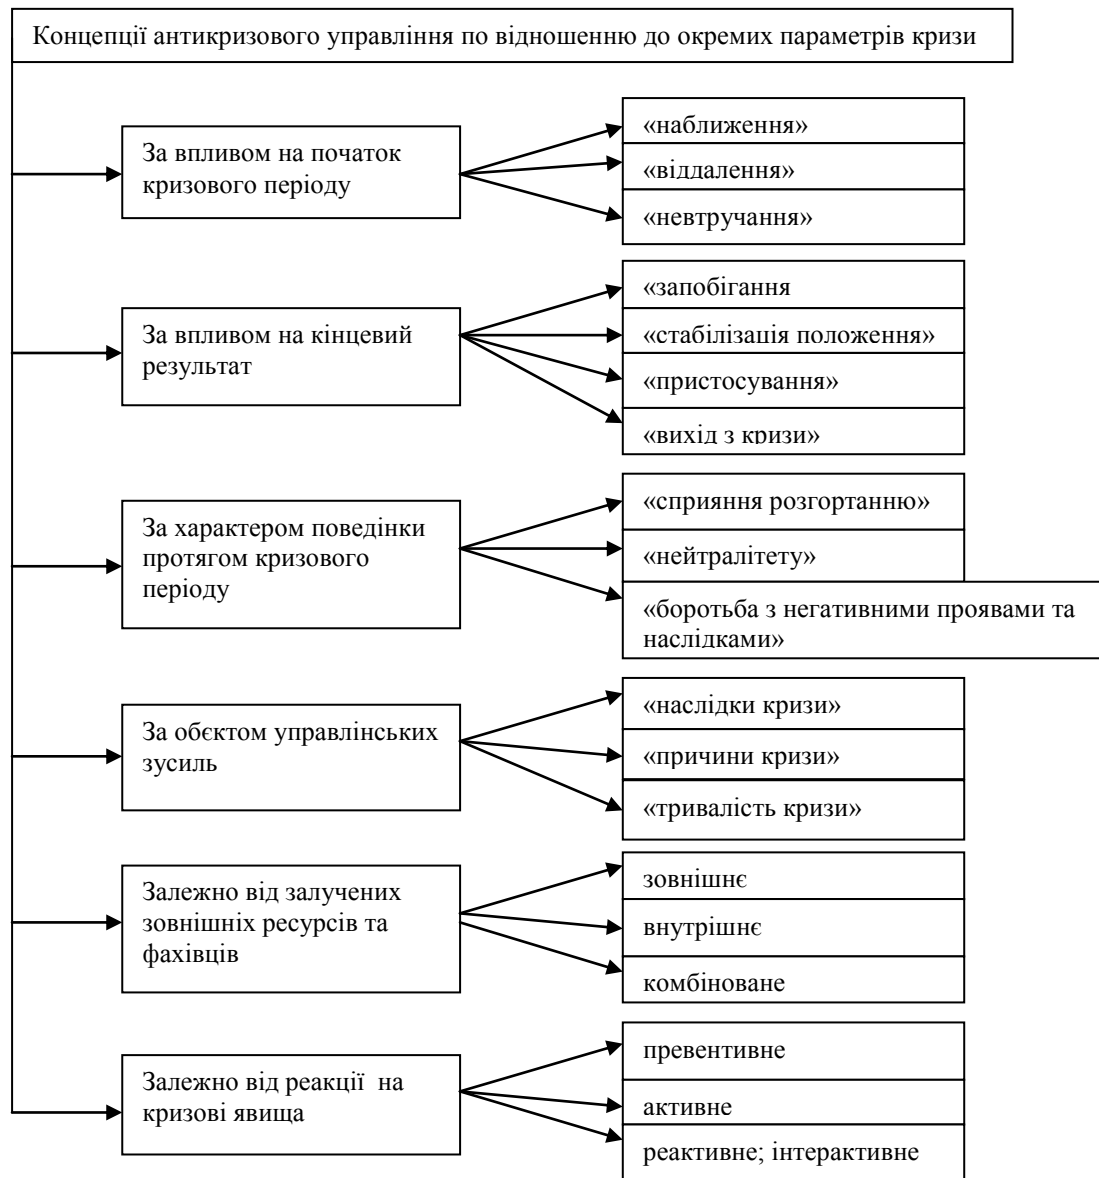 Концепції антикризового управління по відношенню до окремих параметрів кризи
За впливом на початок
кризового періоду
«наближення»
«віддалення»
«невтручання»
За впливом на кінцевий
результат
«запобігання
«стабілізація положення»
«пристосування»
«вихід з кризи»
За характером поведінки
протягом кризового
періоду
«сприяння розгортанню»
«нейтралітету»
«боротьба з негативними проявами та
наслідками»
За обєктом управлінських
зусиль
«наслідки кризи»
«причини кризи»
«тривалість кризи»
Залежно від залучених
зовнішніх ресурсів та
фахівців
зовнішнє
внутрішнє
комбіноване
Залежно від реакції на
кризові явища
превентивне
активне
реактивне; інтерактивне